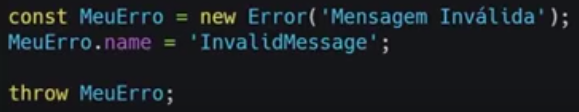 const MeuErro = new Error('Mensagem Inválida');
MeuErro.name = 'InvalidMessage';
throw MeuErro;